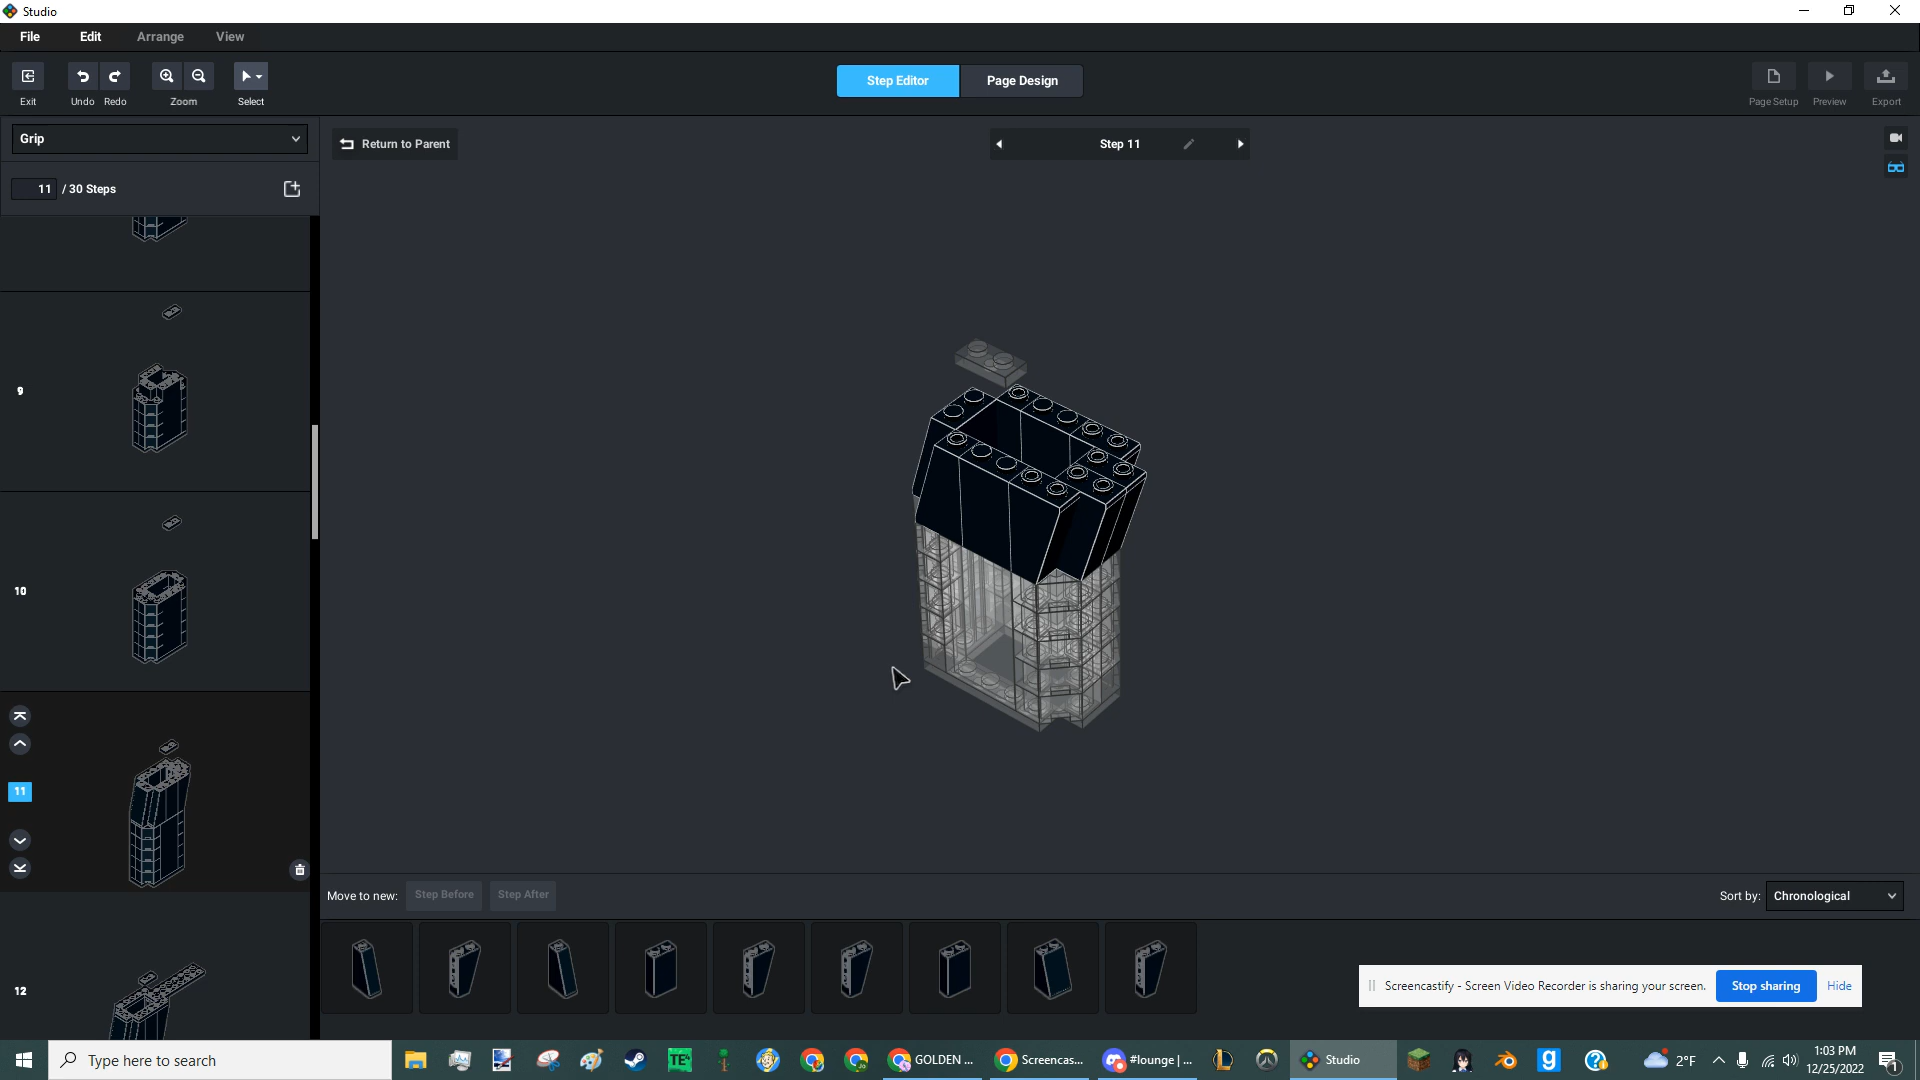 Studio
File Edit Arrange View
Exit Undo Redo Zoom Select
Step Editor Page Design
Page Setup Preview Export
Grip
Return to Parent
Step 11
11 / 30 Steps
9
10
11
12
Move to new: Step Before Step After
Sort by: Chronological
Screencastify - Screen Video Recorder is sharing your screen. Stop sharing Hide
Type here to search
GOLDEN ...
Screencas...
#lounge | ...
Studio
2°F
1:03 PM
12/25/2022
1